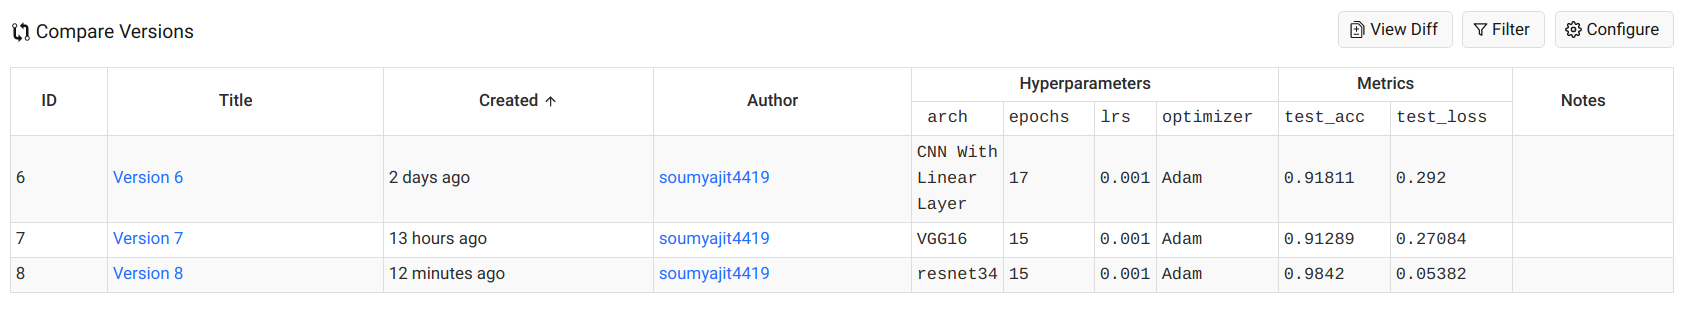 Compare Versions
View Diff Filter Configure
ID Title Created ↑ Author Hyperparameters Metrics Notes
arch epochs lrs optimizer test_acc test_loss
6 Version 6 2 days ago soumyajit4419 CNN With Linear Layer 17 0.001 Adam 0.91811 0.292
7 Version 7 13 hours ago soumyajit4419 VGG16 15 0.001 Adam 0.91289 0.27084
8 Version 8 12 minutes ago soumyajit4419 resnet34 15 0.001 Adam 0.9842 0.05382